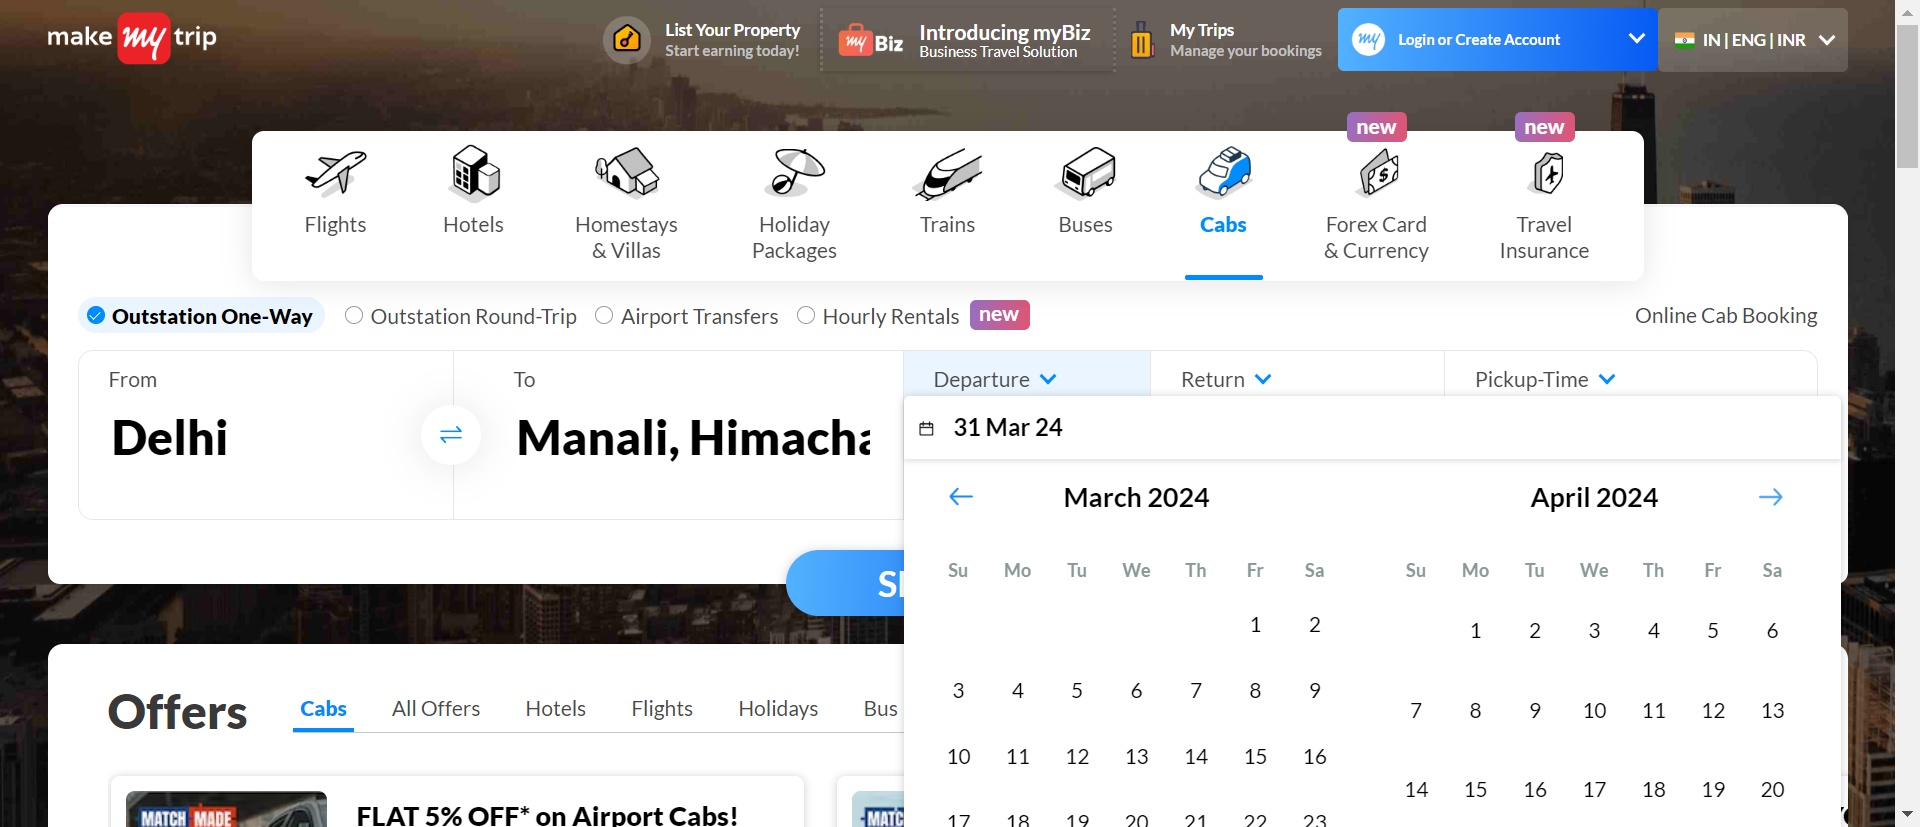 make my trip
List Your Property
Start earning today!
my Biz
Introducing myBiz
Business Travel Solution
My Trips
Manage your bookings
my
Login or Create Account
IN | ENG | INR
new
new
Flights
Hotels
Homestays
& Villas
Holiday
Packages
Trains
Buses
Cabs
Forex Card
& Currency
Travel
Insurance
Outstation One-Way
Outstation Round-Trip
Airport Transfers
Hourly Rentals
new
Online Cab Booking
From
To
Departure
Return
Pickup-Time
Delhi
Manali, Himacha
31 Mar 24
March 2024
April 2024
Su Mo Tu We Th Fr Sa
Su Mo Tu We Th Fr Sa
1 2
1 2 3 4 5 6
3 4 5 6 7 8 9
7 8 9 10 11 12 13
10 11 12 13 14 15 16
14 15 16 17 18 19 20
17 18 19 20 21 22 23
Offers
Cabs
All Offers
Hotels
Flights
Holidays
Bus
MATCH MADE
FLAT 5% OFF* on Airport Cabs!
MATC